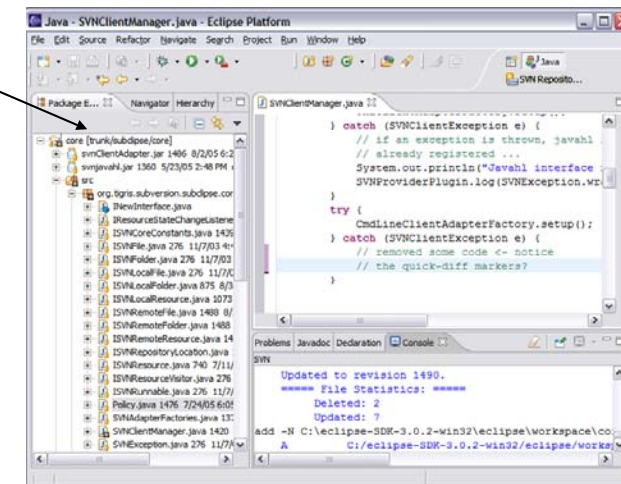 Java - SVNClientManager.java - Eclipse Platform
File Edit Source Refactor Navigate Search Project Run Window Help
Java
SVN Reposito...
Package E... Navigator Hierarchy
SVNClientManager.java
core [trunk/subclipse/core]
svnClientAdapter.jar 1486 8/2/05 6:2
svnjavahl.jar 1360 5/23/05 2:48 PM
src
org.tigris.subversion.subclipse.cor
INewInterface.java
IResourceStateChangeListene
ISVNCoreConstants.java 1439
ISVNFile.java 276 11/7/03 4:4
ISVNFolder.java 276 11/7/03
ISVNLocalFile.java 276 11/7/0
ISVNLocalFolder.java 875 8/3
ISVNLocalResource.java 1073
ISVNRemoteFile.java 1488 8/
ISVNRemoteFolder.java 1488
ISVNRemoteResource.java 14
ISVNRepositoryLocation.java
ISVNResource.java 740 7/11/
ISVNResourceVisitor.java 276
ISVNRunnable.java 276 11/7/
Policy.java 1476 7/24/05 6:05
SVNAdapterFactories.java 137
SVNClientManager.java 1420
SVNException.java 276 11/7/
} catch (SVNClientException e) {
// if an exception is thrown, javahl
// already registered ...
System.out.println("Javahl interface
SVNProviderPlugin.log(SVNException.wr
}
try {
CmdLineClientAdapterFactory.setup();
} catch (SVNClientException e) {
// removed some code <- notice
// the quick-diff markers?
}
Problems Javadoc Declaration Console
SVN
Updated to revision 1490.
===== File Statistics: =====
Deleted: 2
Updated: 7
add -N C:\eclipse-SDK-3.0.2-win32\eclipse\workspace\co
A C:/eclipse-SDK-3.0.2-win32/eclipse/works